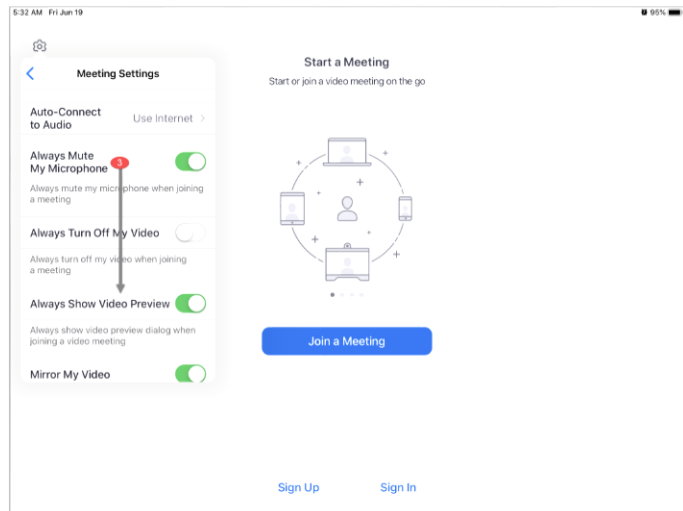 5:32 AM Fri Jun 19
95%
Meeting Settings
Start a Meeting
Start or join a video meeting on the go
Auto-Connect
to Audio
Use Internet
Always Mute
My Microphone
3
Always mute my microphone when joining
a meeting
Always Turn Off My Video
Always turn off my video when joining
a meeting
Always Show Video Preview
Always show video preview dialog when
joining a video meeting
Mirror My Video
Join a Meeting
Sign Up
Sign In